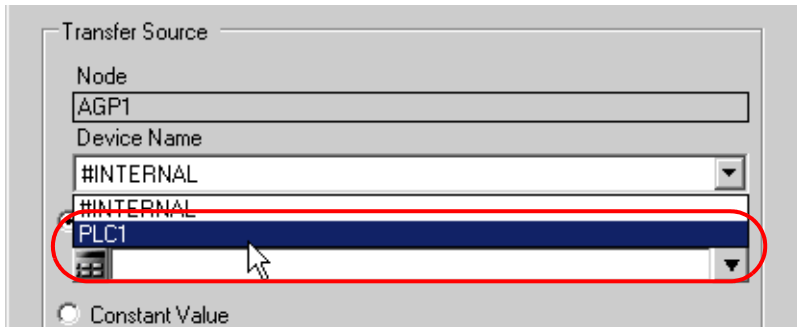 Transfer Source
Node
AGP1
Device Name
#INTERNAL
#INTERNAL
PLC1
Constant Value